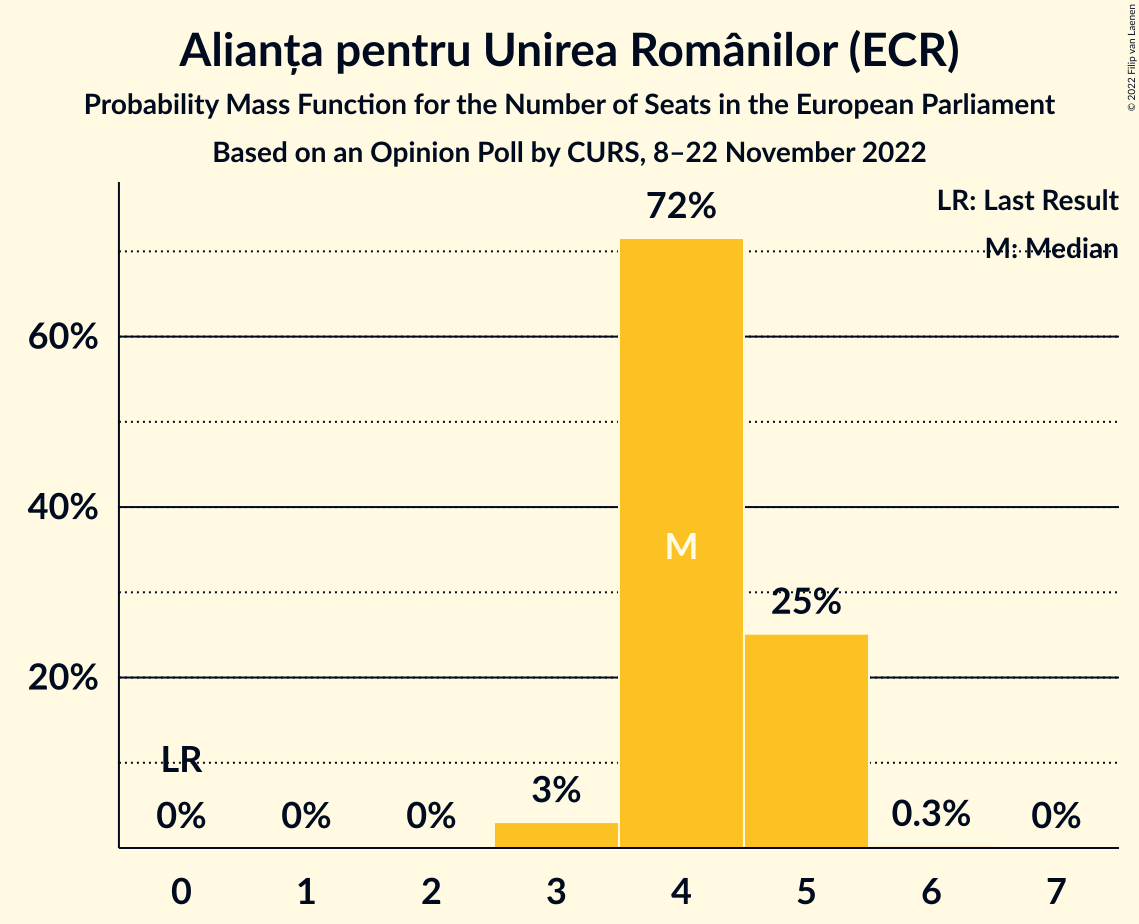 Alianța pentru Unirea Românilor (ECR)
Probability Mass Function for the Number of Seats in the European Parliament
Based on an Opinion Poll by CURS, 8–22 November 2022
© 2022 Filip van Laenen
LR: Last Result
M: Median
72%
60%
40%
M
25%
20%
LR
3%
0% 0% 0% 0.3% 0%
0 1 2 3 4 5 6 7